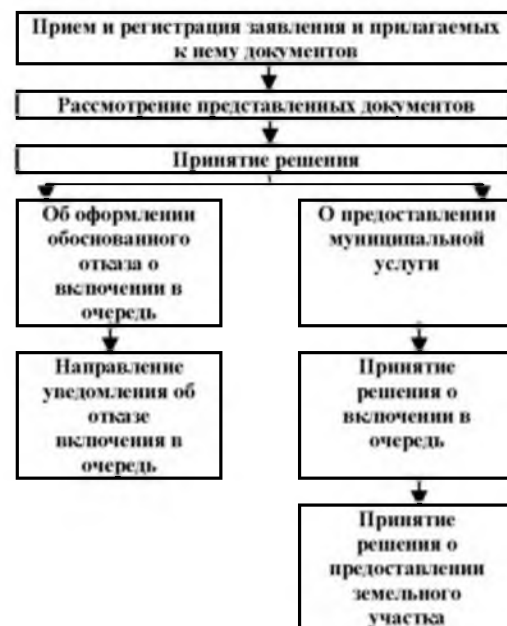 Прием и регистрация заявления и прилагаемых
к нему документов
Рассмотрение представленных документов
Принятие решения
Об оформлении
обоснованного
отказа о
включении в
очередь
О предоставлении
муниципальной
услуги
Направление
уведомления об
отказе
включения в
очередь
Принятие
решения о
включении в
очередь
Принятие
решения о
предоставлении
земельного
участка